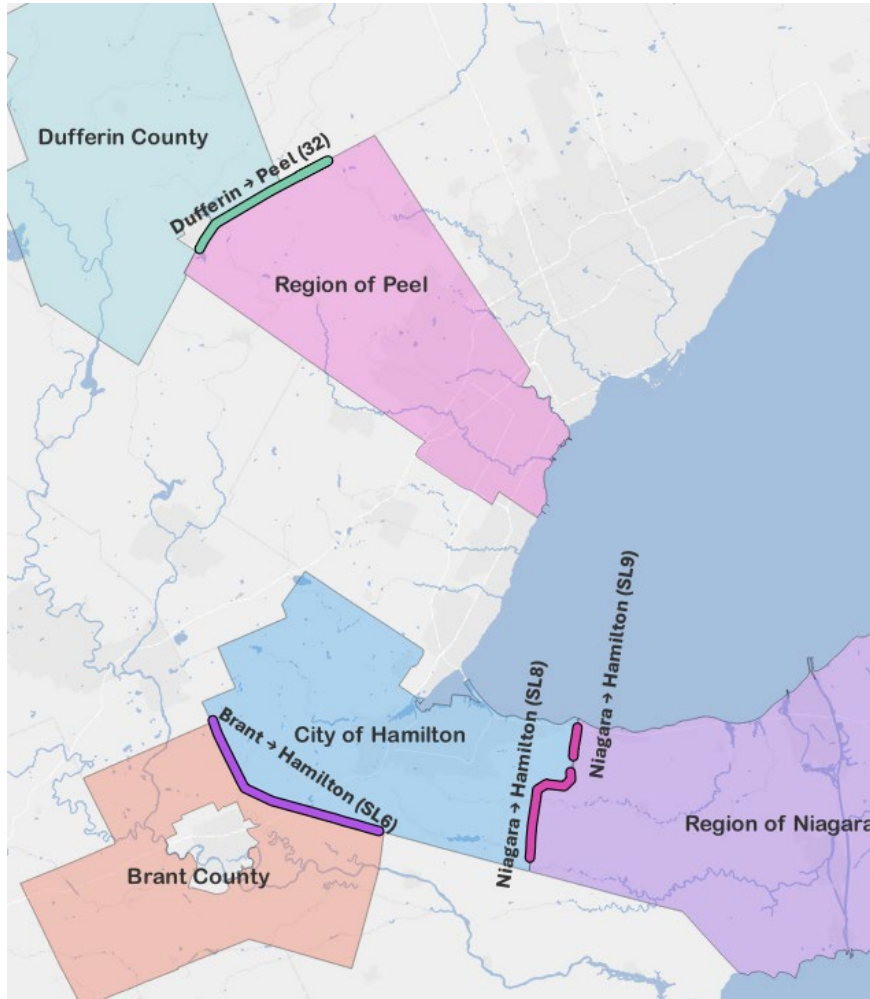 Dufferin County
Dufferin → Peel (32)
Region of Peel
Niagara → Hamilton (SL9)
Niagara → Hamilton (SL8)
Brant → Hamilton (SL6)
City of Hamilton
Region of Niagara
Brant County